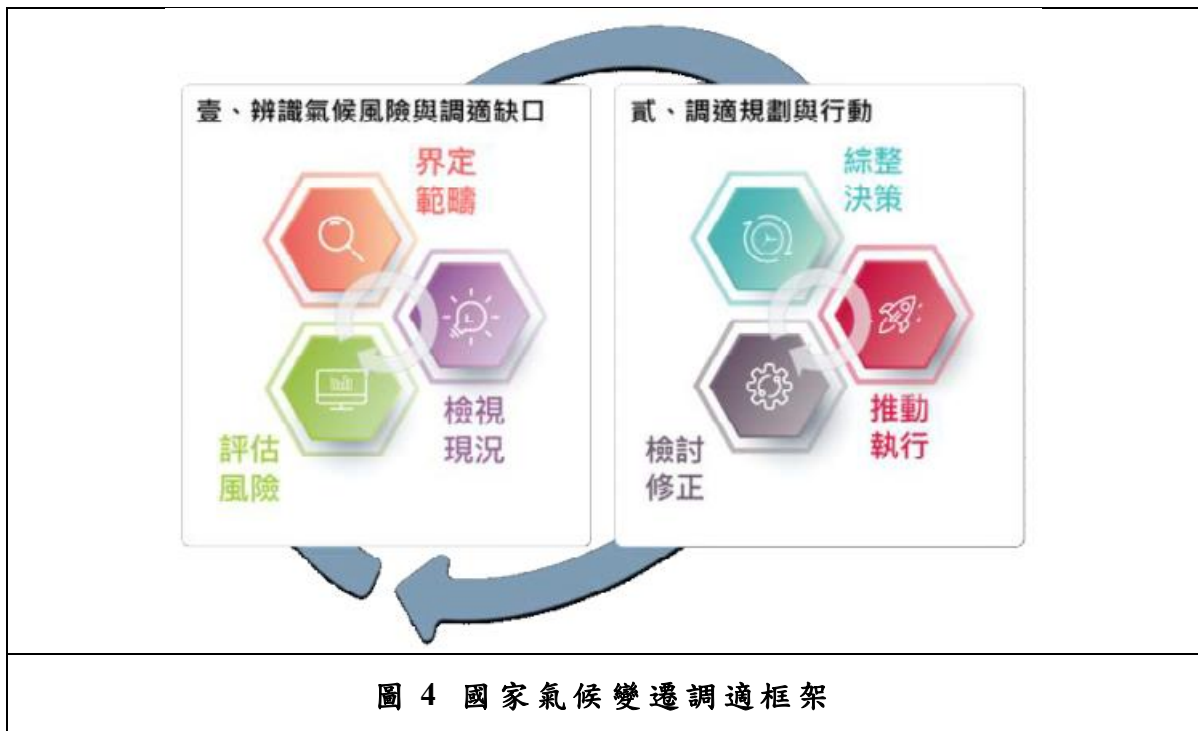 壹、辨識氣候風險與調適缺口
界定
範疇
檢視
現況
評估
風險
貳、調適規劃與行動
綜整
決策
推動
執行
檢討
修正
圖 4 國家氣候變遷調適框架